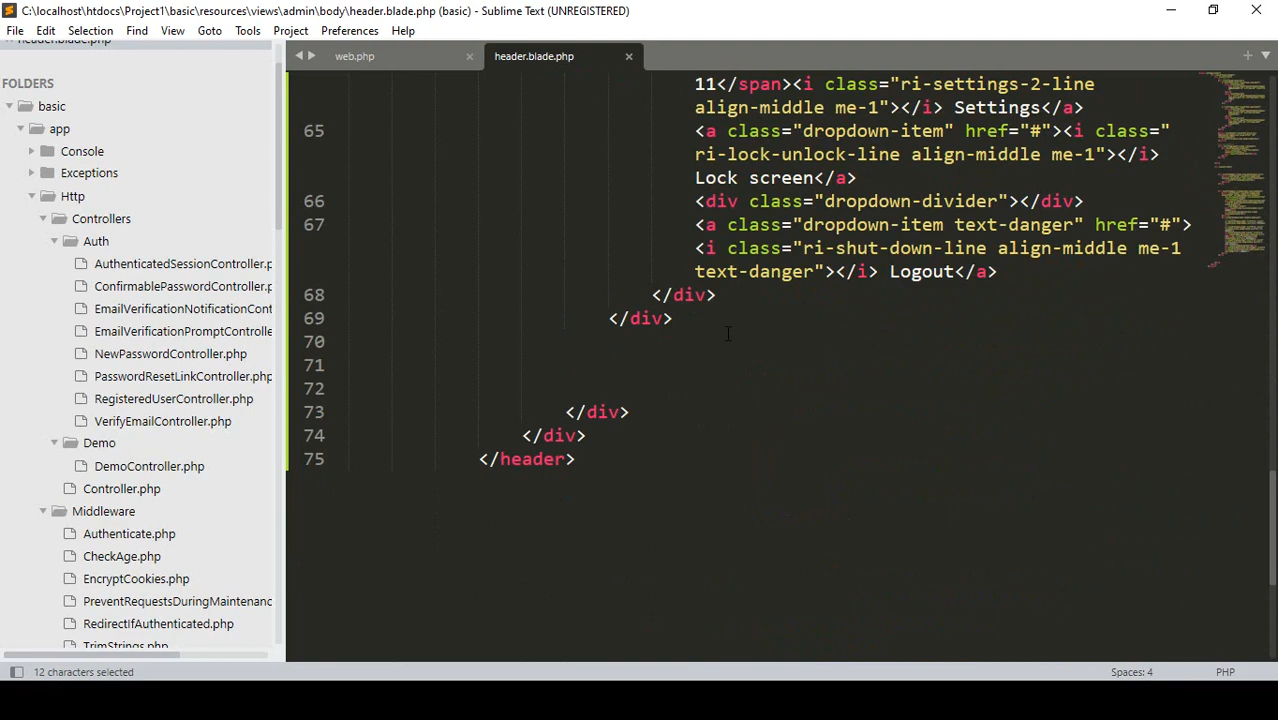 C:\localhost\htdocs\Project1\basic\resources\views\admin\body\header.blade.php (basic) - Sublime Text (UNREGISTERED)
File Edit Selection Find View Goto Tools Project Preferences Help
header.blade.php
web.php
header.blade.php
FOLDERS
basic
app
Console
Exceptions
Http
Controllers
Auth
AuthenticatedSessionController.p
ConfirmablePasswordController.p
EmailVerificationNotificationCont
EmailVerificationPromptControlle
NewPasswordController.php
PasswordResetLinkController.php
RegisteredUserController.php
VerifyEmailController.php
Demo
DemoController.php
Controller.php
Middleware
Authenticate.php
CheckAge.php
EncryptCookies.php
PreventRequestsDuringMaintenanc
RedirectIfAuthenticated.php
TrimStrings.php
11</span><i class="ri-settings-2-line
align-middle me-1"></i> Settings</a>
65 <a class="dropdown-item" href="#"><i class="
ri-lock-unlock-line align-middle me-1"></i>
Lock screen</a>
66 <div class="dropdown-divider"></div>
67 <a class="dropdown-item text-danger" href="#">
<i class="ri-shut-down-line align-middle me-1
text-danger"></i> Logout</a>
68 </div>
69 </div>
70
71
72
73 </div>
74 </div>
75 </header>
12 characters selected
Spaces: 4
PHP